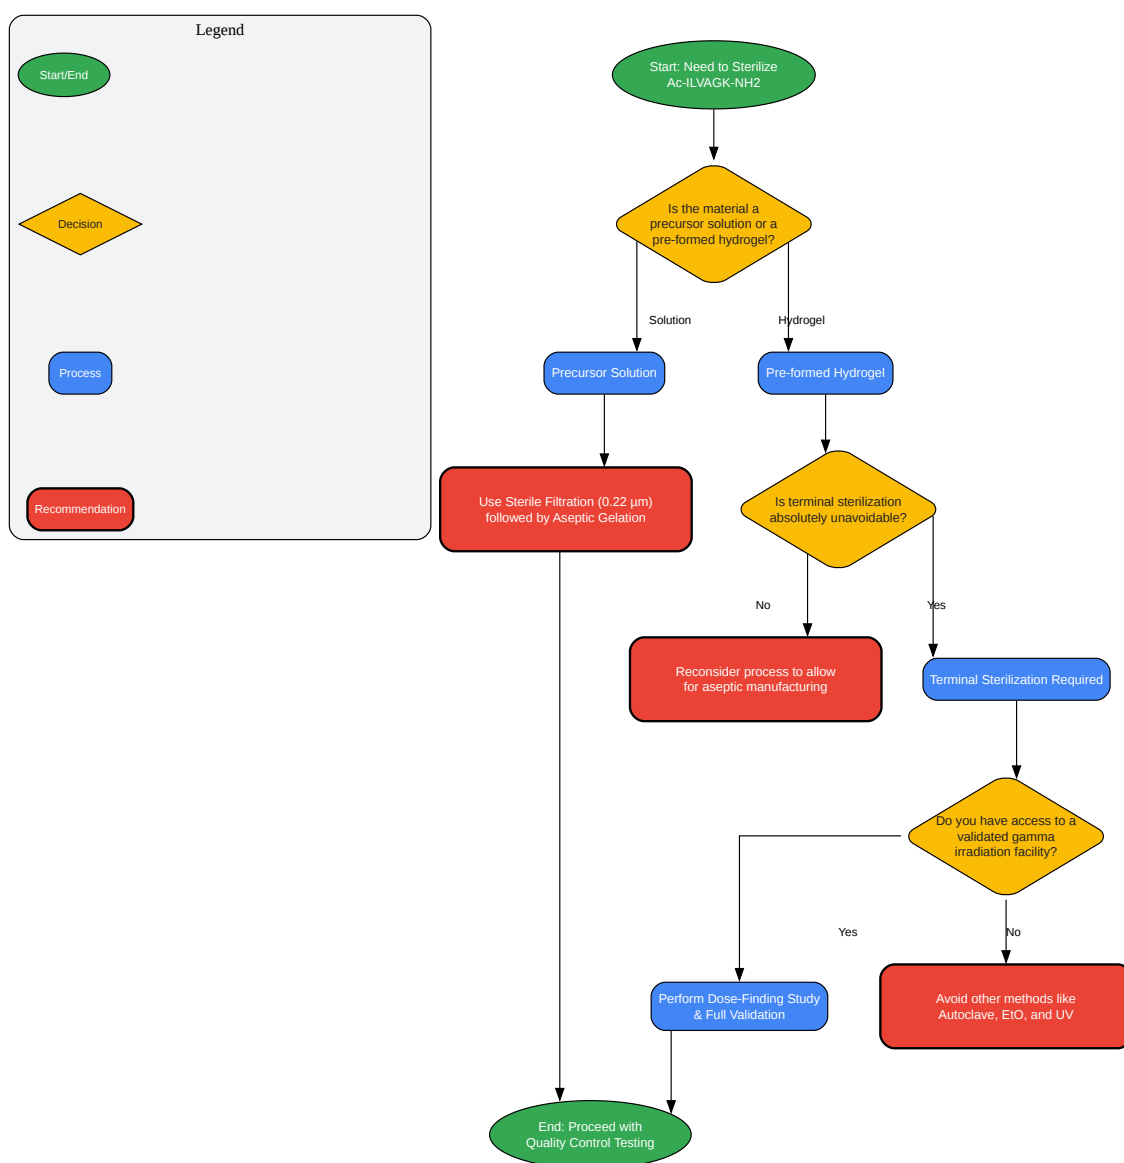 Legend
Start/End
Decision
Process
Recommendation
Start: Need to Sterilize
Ac-ILVAGK-NH2
Is the material a
precursor solution or a
pre-formed hydrogel?
Solution
Hydrogel
Precursor Solution
Pre-formed Hydrogel
Use Sterile Filtration (0.22 µm)
followed by Aseptic Gelation
Is terminal sterilization
absolutely unavoidable?
No
Yes
Reconsider process to allow
for aseptic manufacturing
Terminal Sterilization Required
Do you have access to a
validated gamma
irradiation facility?
Yes
No
Perform Dose-Finding Study
& Full Validation
Avoid other methods like
Autoclave, EtO, and UV
End: Proceed with
Quality Control Testing